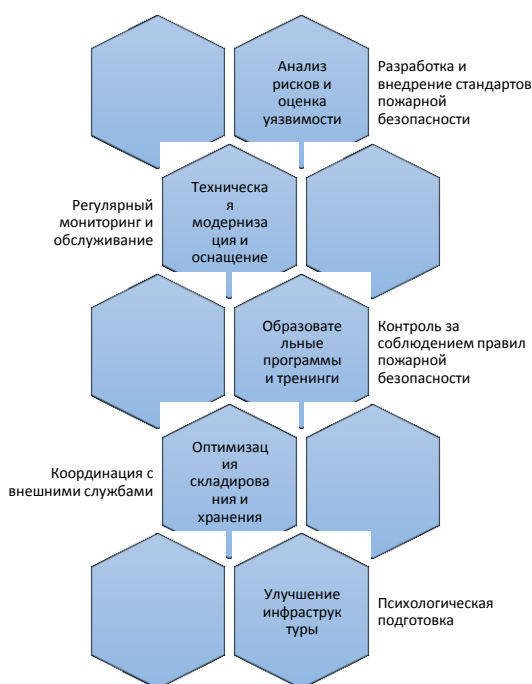 Анализ
рисков и
оценка
уязвимости
Разработка и
внедрение стандартов
пожарной
безопасности
Регулярный
мониторинг и
обслуживание
Техническа
я
модерниза
ция и
оснащение
Образовате
льные
программы
и тренинги
Контроль за
соблюдением правил
пожарной
безопасности
Координация с
внешними службами
Оптимизац
ия
складирова
ния и
хранения
Улучшение
инфраструк
туры
Психологическая
подготовка